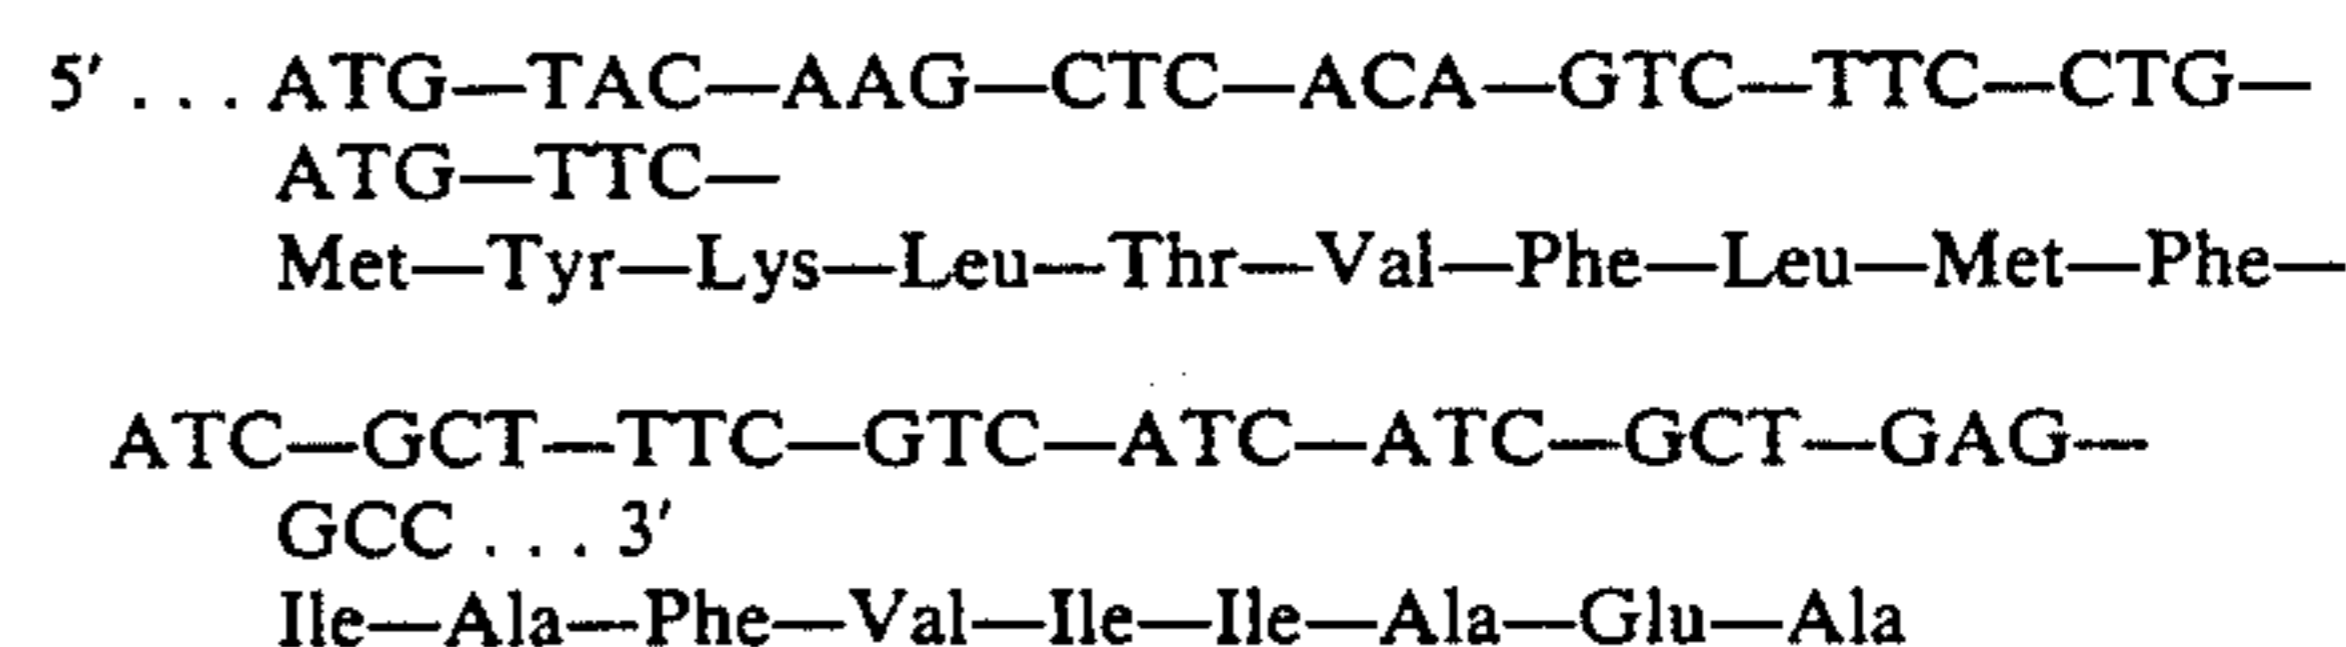 5′ . . . ATG—TAC—AAG—CTC—ACA—GTC—TTC—CTG—
ATG—TTC—
Met—Tyr—Lys—Leu—Thr—Val—Phe—Leu—Met—Phe—
ATC—GCT—TTC—GTC—ATC—ATC—GCT—GAG—
GCC . . . 3′
Ile—Ala—Phe—Val—Ile—Ile—Ala—Glu—Ala